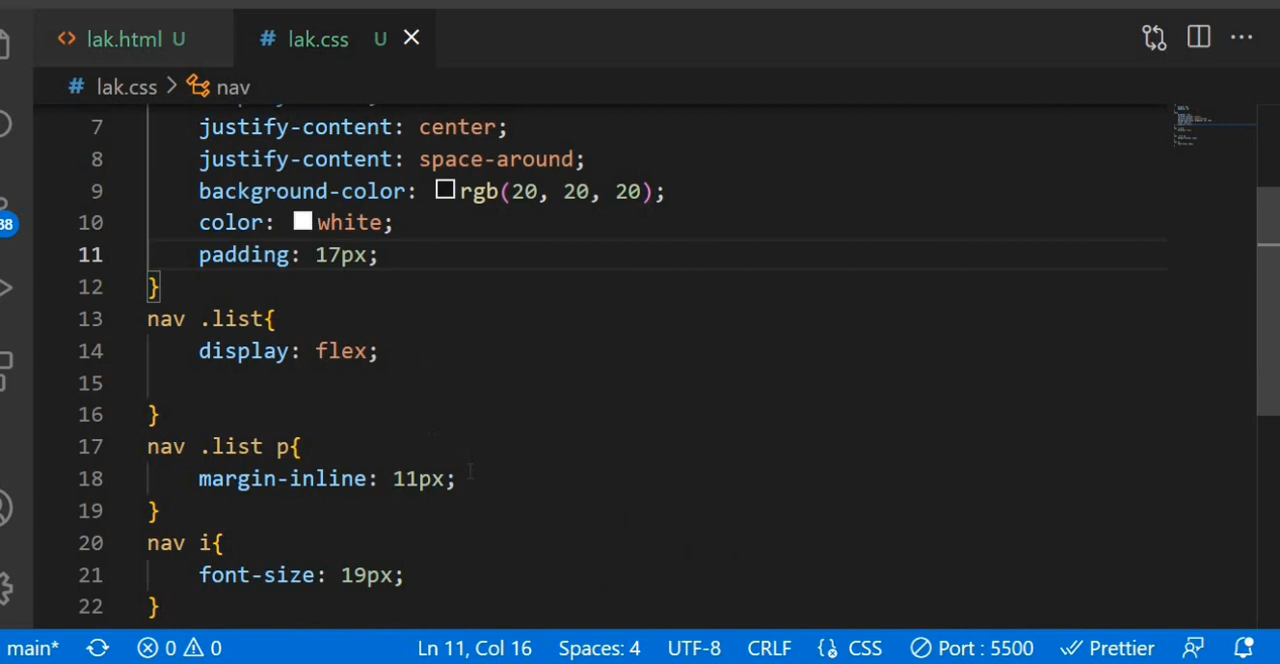 lak.html U
lak.css U
lak.css > nav
7 justify-content: center;
8 justify-content: space-around;
9 background-color: rgb(20, 20, 20);
10 color: white;
11 padding: 17px;
12 }
13 nav .list{
14 display: flex;
15
16 }
17 nav .list p{
18 margin-inline: 11px;
19 }
20 nav i{
21 font-size: 19px;
22 }
38
main* 0 0 Ln 11, Col 16 Spaces: 4 UTF-8 CRLF CSS Port : 5500 Prettier